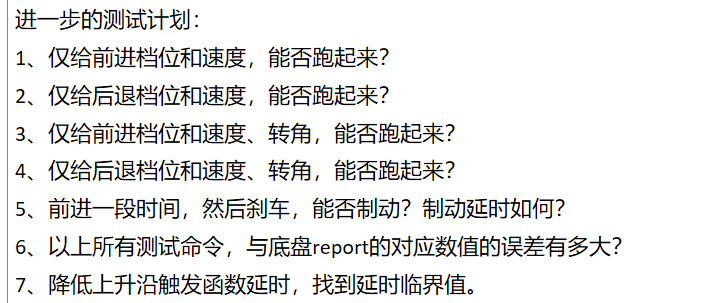 进一步的测试计划：
1、仅给前进档位和速度，能否跑起来？
2、仅给后退档位和速度，能否跑起来？
3、仅给前进档位和速度、转角，能否跑起来？
4、仅给后退档位和速度、转角，能否跑起来？
5、前进一段时间，然后刹车，能否制动？制动延时如何？
6、以上所有测试命令，与底盘report的对应数值的误差有多大？
7、降低上升沿触发函数延时，找到延时临界值。